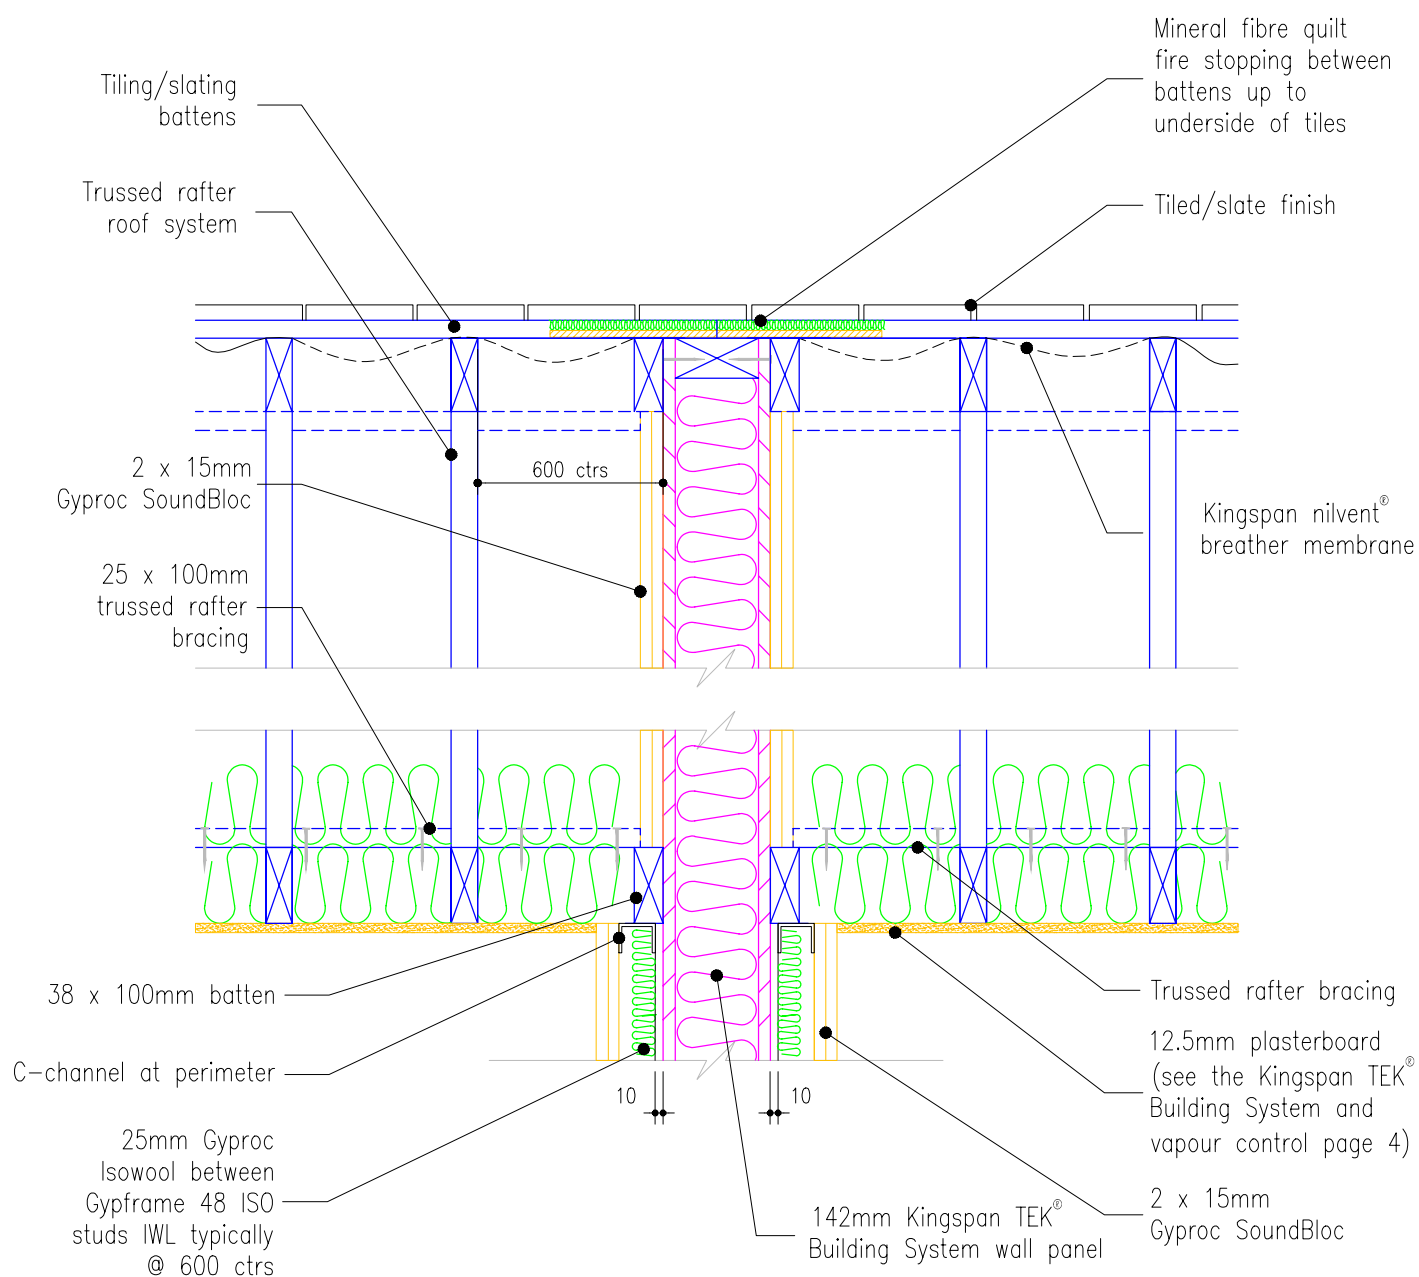 Mineral fibre quilt
fire stopping between
battens up to
underside of tiles
Tiling/slating
battens
Trussed rafter
roof system
Tiled/slate finish
2 x 15mm
Gyproc SoundBloc
600 ctrs
Kingspan nilvent®
breather membrane
25 x 100mm
trussed rafter
bracing
38 x 100mm batten
Trussed rafter bracing
C-channel at perimeter
12.5mm plasterboard
(see the Kingspan TEK®
Building System and
vapour control page 4)
10
10
25mm Gyproc
Isowool between
Gypframe 48 ISO
studs IWL typically
@ 600 ctrs
142mm Kingspan TEK®
Building System wall panel
2 x 15mm
Gyproc SoundBloc